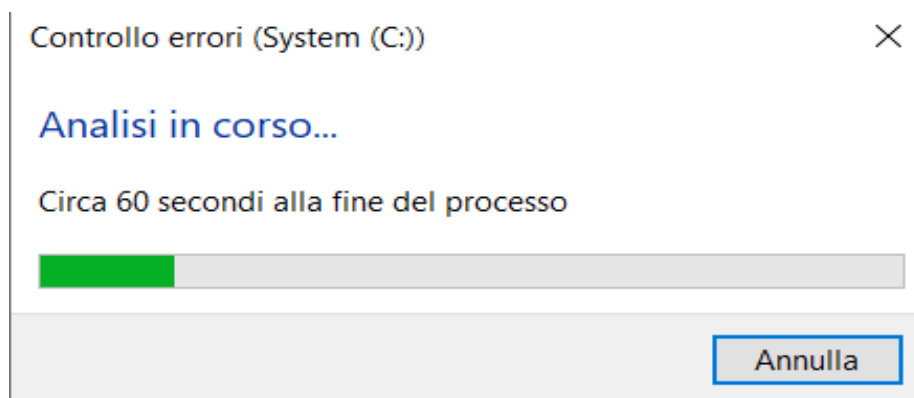 Controllo errori (System (C:))
Analisi in corso...
Circa 60 secondi alla fine del processo
Annulla